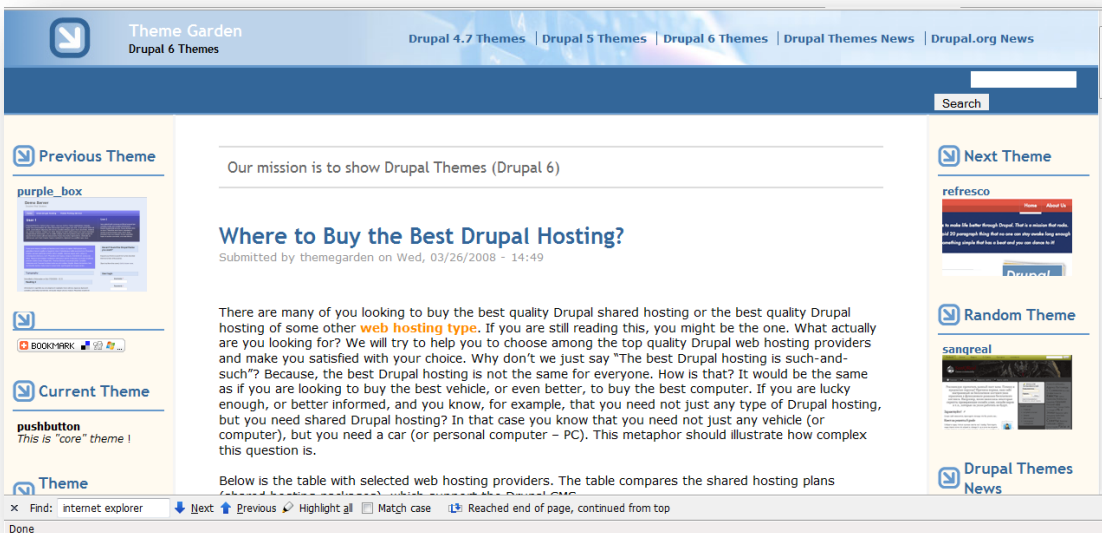 Theme Garden
Drupal 6 Themes
Drupal 4.7 Themes | Drupal 5 Themes | Drupal 6 Themes | Drupal Themes News | Drupal.org News
Search
Previous Theme
purple_box
BOOKMARK
Current Theme
pushbutton
This is "core" theme !
Theme
Our mission is to show Drupal Themes (Drupal 6)
Where to Buy the Best Drupal Hosting?
Submitted by themegarden on Wed, 03/26/2008 - 14:49
There are many of you looking to buy the best quality Drupal shared hosting or the best quality Drupal
hosting of some other web hosting type. If you are still reading this, you might be the one. What actually
are you looking for? We will try to help you to choose among the top quality Drupal web hosting providers
and make you satisfied with your choice. Why don’t we just say “The best Drupal hosting is such-and-
such”? Because, the best Drupal hosting is not the same for everyone. How is that? It would be the same
as if you are looking to buy the best vehicle, or even better, to buy the best computer. If you are lucky
enough, or better informed, and you know, for example, that you need not just any type of Drupal hosting,
but you need shared Drupal hosting? In that case you know that you need not just any vehicle (or
computer), but you need a car (or personal computer – PC). This metaphor should illustrate how complex
this question is.
Below is the table with selected web hosting providers. The table compares the shared hosting plans
(shared hosting packages), which support the Drupal CMS.
Next Theme
refresco
Home About Us
Drupal
Random Theme
sangreal
Drupal Themes
News
× Find: internet explorer Next Previous Highlight all Match case Reached end of page, continued from top
Done